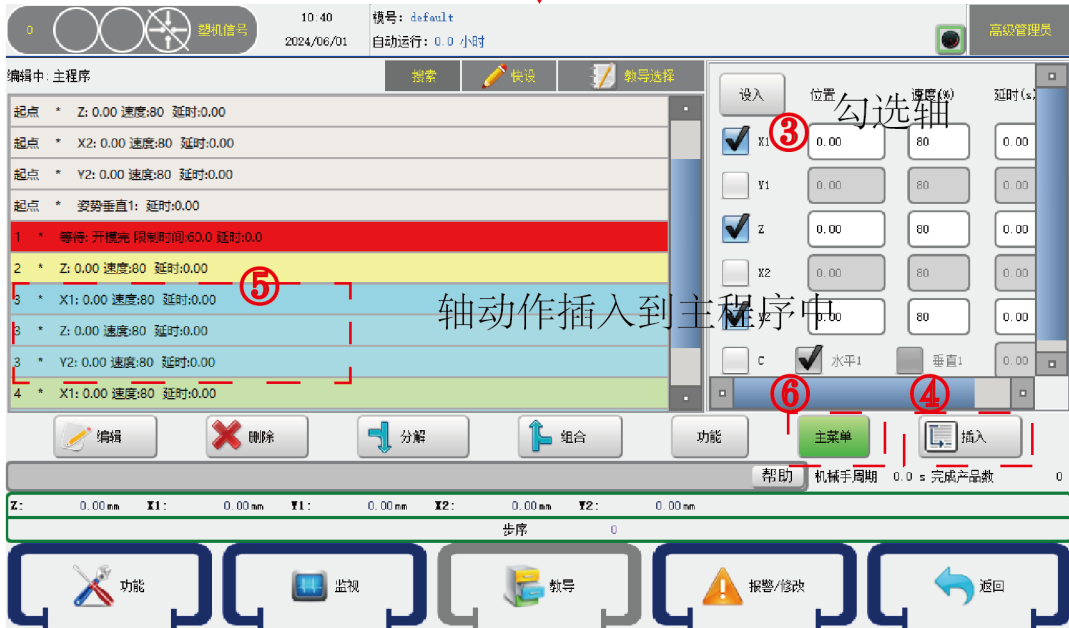 0 塑机信号 10:40 模号: default 高级管理员
2024/06/01 自动运行: 0.0 小时
编辑中: 主程序 搜索 快设 教导选择
设入 位置 速度(%) 延时(s)
勾选轴
③
起点 * Z: 0.00 速度:80 延时:0.00
起点 * X2: 0.00 速度:80 延时:0.00
起点 * Y2: 0.00 速度:80 延时:0.00
起点 * 姿势垂直1: 延时:0.00
1 * 等待: 开模完 限制时间:60.0 延时:0.0
2 * Z: 0.00 速度:80 延时:0.00
⑤
3 * X1: 0.00 速度:80 延时:0.00
3 * Z: 0.00 速度:80 延时:0.00
3 * Y2: 0.00 速度:80 延时:0.00
4 * X1: 0.00 速度:80 延时:0.00
轴动作插入到主程序中
X1 0.00 80 0.00
Y1 0.00 80 0.00
Z 0.00 80 0.00
X2 0.00 80 0.00
Y2 0.00 80 0.00
C 水平1 垂直1 0.00
⑥ ④
编辑 删除 分解 组合 功能 主菜单 插入
帮助 机械手周期 0.0 s 完成产品数 0
Z: 0.00mm X1: 0.00mm Y1: 0.00mm X2: 0.00mm Y2: 0.00mm
步序 0
功能 监视 教导 报警/修改 返回